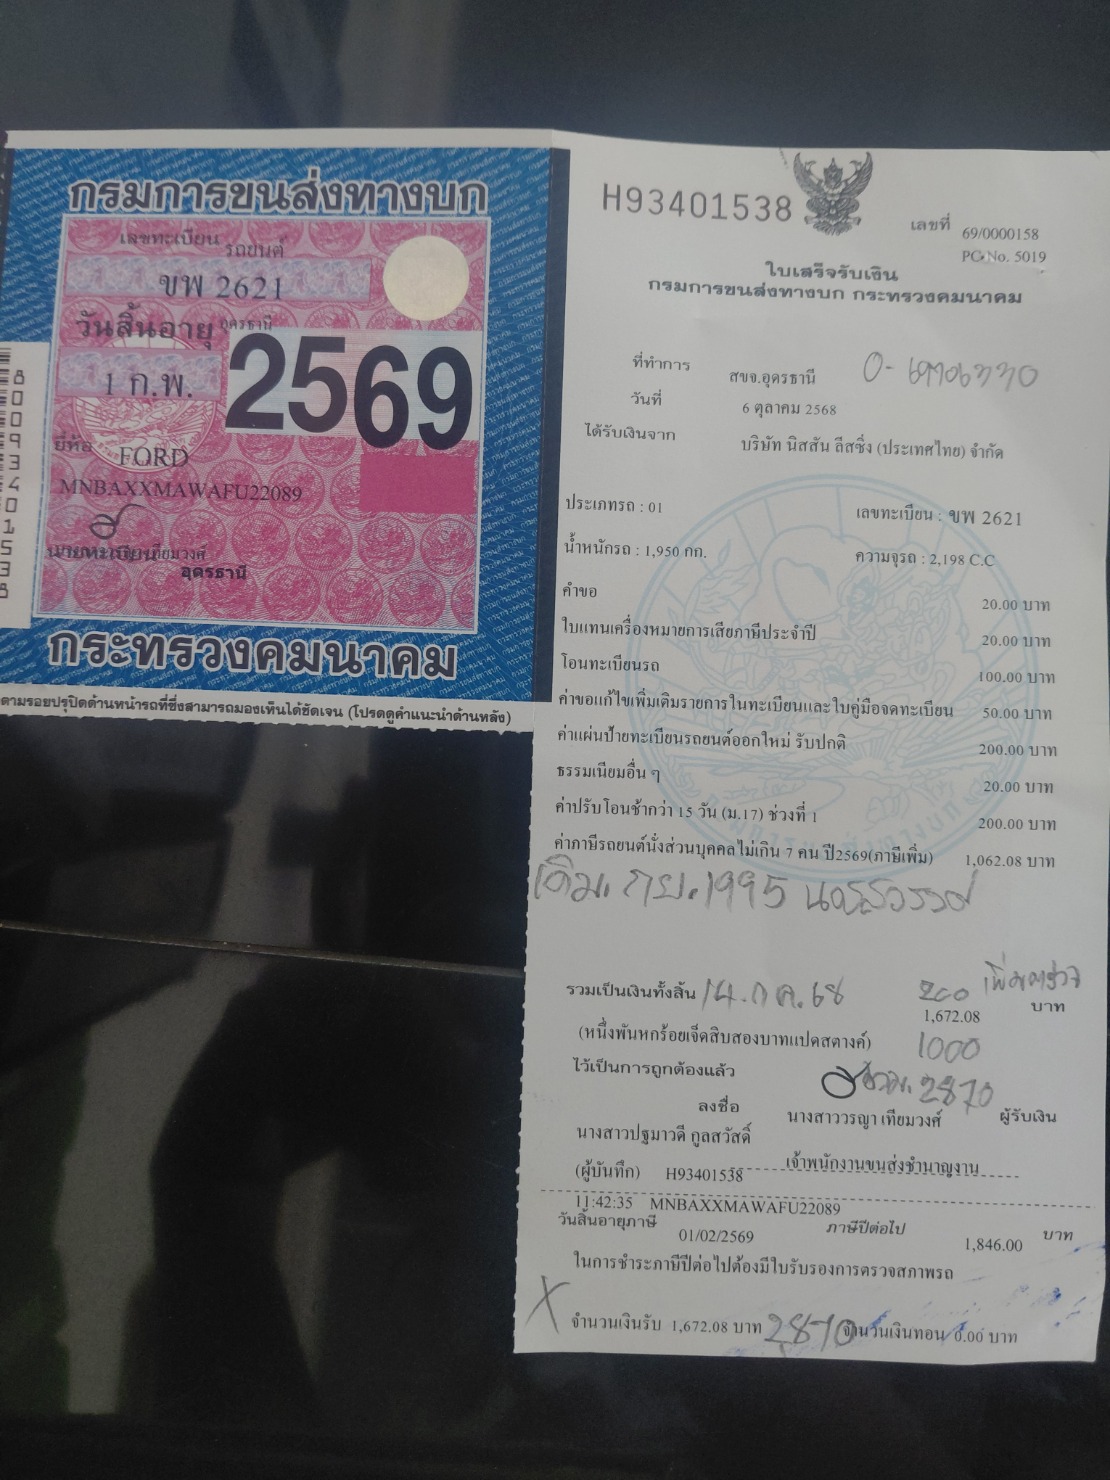 กรมการขนส่งทางบก
เลขทะเบียน รถยนต์
ขพ 2621
วันสิ้นอายุ อุดรธานี
1 ก.พ. 2569
ยี่ห้อ FORD
MNBAXXMAWAFU22089
นายทะเบียน
อุดรธานี
กระทรวงคมนาคม
ตามรอยปรุปิดด้านหน้ารถที่ซึ่งสามารถมองเห็นได้ชัดเจน (โปรดดูคำแนะนำด้านหลัง)
H93401538
เลขที่ 69/0000158
PC No. 5019
ใบเสร็จรับเงิน
กรมการขนส่งทางบก กระทรวงคมนาคม
ที่ทำการ สขจ.อุดรธานี
วันที่ 6 ตุลาคม 2568
ได้รับเงินจาก บริษัท นิสสัน ลีสซิ่ง (ประเทศไทย) จำกัด
ประเภทรถ : 01 เลขทะเบียน : ขพ 2621
น้ำหนักรถ : 1,950 กก. ความจุรถ : 2,198 C.C
คำขอ 20.00 บาท
ใบแทนเครื่องหมายการเสียภาษีประจำปี 20.00 บาท
โอนทะเบียนรถ 100.00 บาท
ค่าขอแก้ไขเพิ่มเติมรายการในทะเบียนและใบคู่มือจดทะเบียน 50.00 บาท
ค่าแผ่นป้ายทะเบียนรถยนต์ออกใหม่ รับปกติ 200.00 บาท
ธรรมเนียมอื่น ๆ 20.00 บาท
ค่าปรับโอนช้ากว่า 15 วัน (ม.17) ช่วงที่ 1 200.00 บาท
ค่าภาษีรถยนต์นั่งส่วนบุคคลไม่เกิน 7 คน ปี2569(ภาษีเพิ่ม) 1,062.08 บาท
เดิม กย.1995 นครสวรรค์
รวมเป็นเงินทั้งสิ้น 14.กค.68 200 เพิ่มตรวจ
1,672.08 บาท
(หนึ่งพันหกร้อยเจ็ดสิบสองบาทแปดสตางค์) 1000
ไว้เป็นการถูกต้องแล้ว รวม. 2870
ลงชื่อ นางสาววรญา เทียมวงศ์ ผู้รับเงิน
นางสาวปฐมาวดี กูลสวัสดิ์
เจ้าพนักงานขนส่งชำนาญงาน
(ผู้บันทึก) H93401538
11:42:35 MNBAXXMAWAFU22089
วันสิ้นอายุภาษี 01/02/2569 ภาษีปีต่อไป 1,846.00 บาท
ในการชำระภาษีปีต่อไปต้องมีใบรับรองการตรวจสภาพรถ
X จำนวนเงินรับ 1,672.08 บาท 2870 จำนวนเงินทอน 0.00 บาท